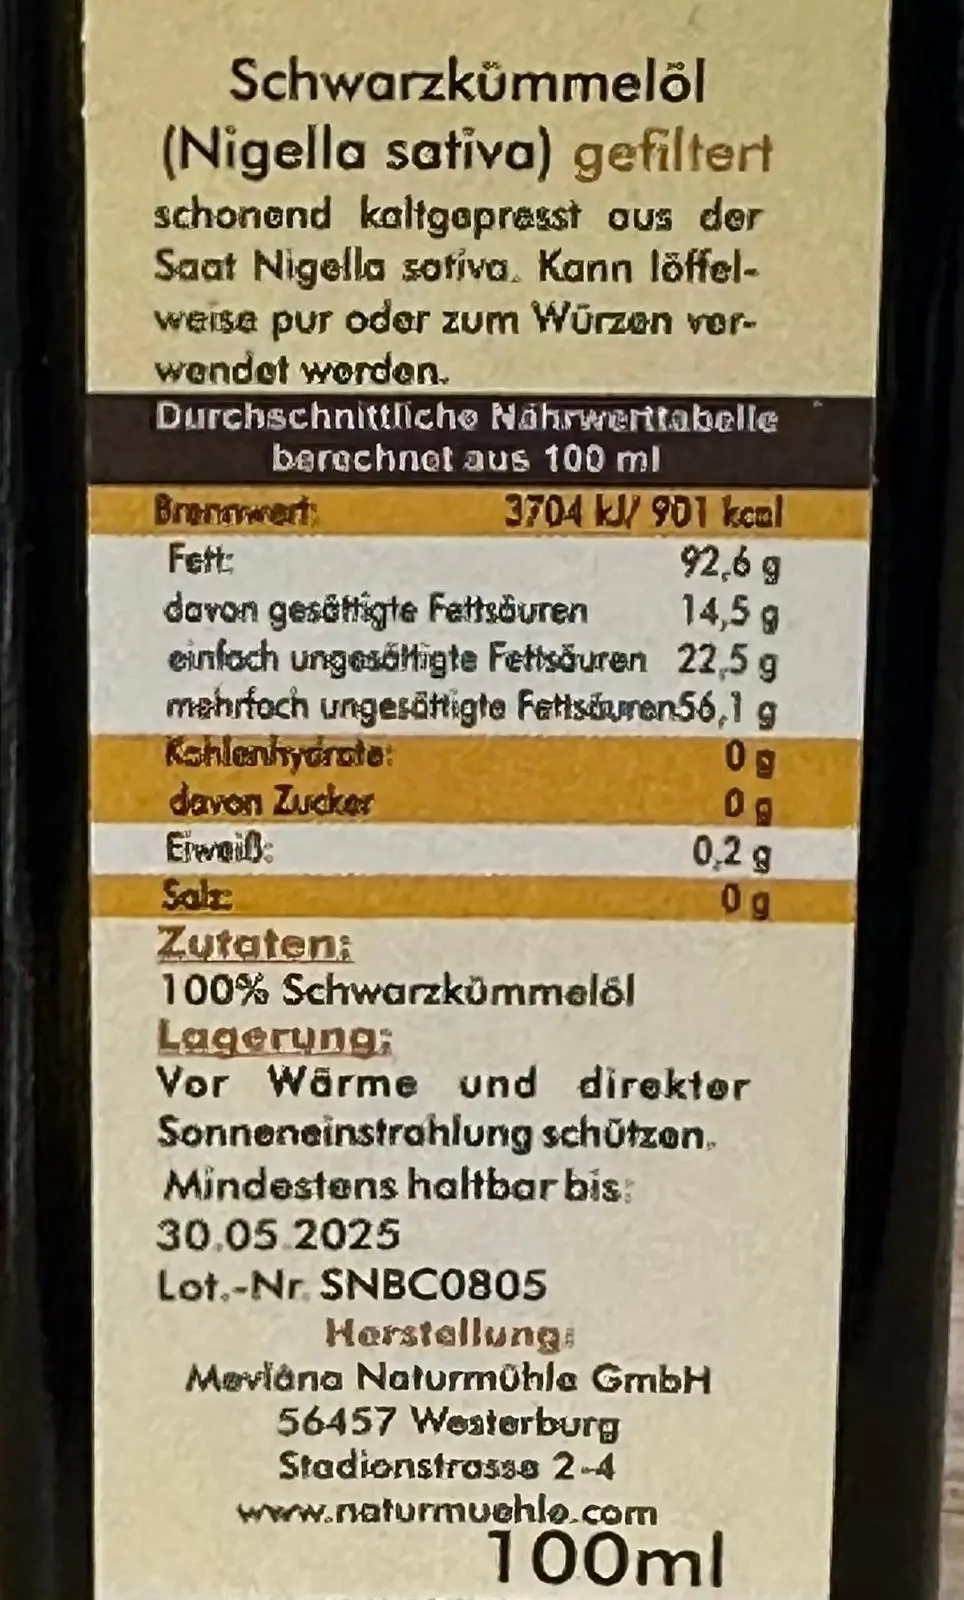 Schwarzkümmelöl
(Nigella sativa) gefiltert
schonend kaltgepresst aus der
Saat Nigella sativa. Kann löffel-
weise pur oder zum Würzen ver-
wendet werden.
Durchschnittliche Nährwerttabelle
berechnet aus 100 ml
Brennwert: 3704 kJ/ 901 kcal
Fett: 92,6 g
davon gesättigte Fettsäuren 14,5 g
einfach ungesättigte Fettsäuren 22,5 g
mehrfach ungesättigte Fettsäuren56,1 g
Kohlenhydrate: 0 g
davon Zucker 0 g
Eiweiß: 0,2 g
Salz: 0 g
Zutaten:
100% Schwarzkümmelöl
Lagerung:
Vor Wärme und direkter
Sonneneinstrahlung schützen.
Mindestens haltbar bis:
30.05.2025
Lot.-Nr. SNBC0805
Herstellung:
Mevlâna Naturmühle GmbH
56457 Westerburg
Stadionstrasse 2-4
www.naturmuehle.com
100ml